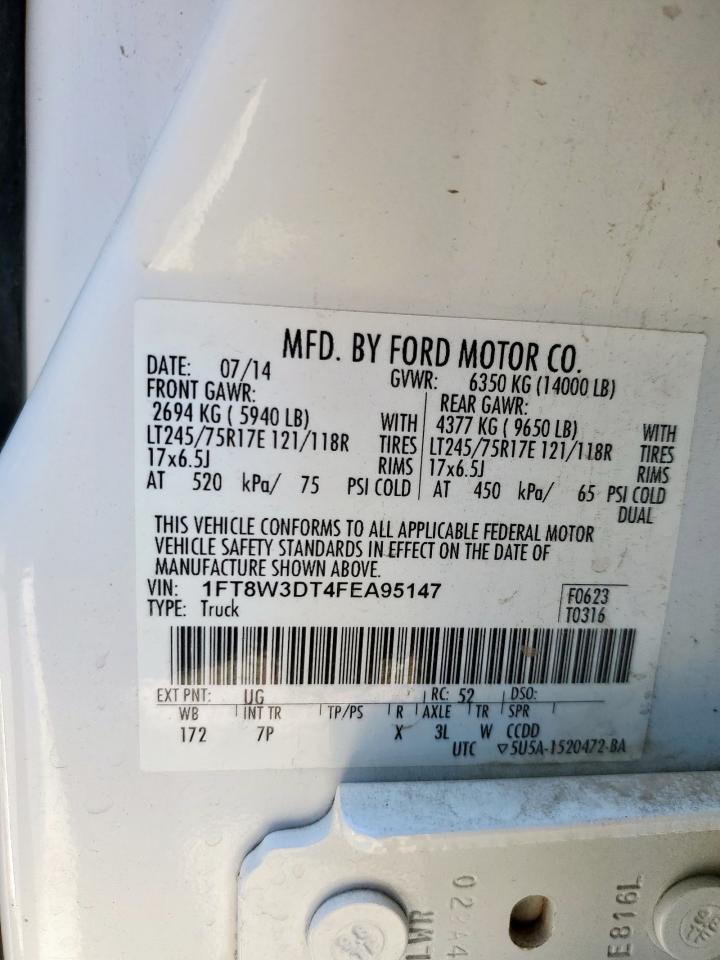 MFD. BY FORD MOTOR CO.
DATE: 07/14 GVWR: 6350 KG (14000 LB)
FRONT GAWR: REAR GAWR:
2694 KG ( 5940 LB) WITH 4377 KG ( 9650 LB) WITH
LT245/75R17E 121/118R TIRES LT245/75R17E 121/118R TIRES
17x6.5J RIMS 17x6.5J RIMS
AT 520 kPa/ 75 PSI COLD AT 450 kPa/ 65 PSI COLD
DUAL
THIS VEHICLE CONFORMS TO ALL APPLICABLE FEDERAL MOTOR
VEHICLE SAFETY STANDARDS IN EFFECT ON THE DATE OF
MANUFACTURE SHOWN ABOVE.
VIN: 1FT8W3DT4FEA95147 F0623
TYPE: Truck T0316
EXT PNT: UG RC: 52 DSO:
WB INT TR TP/PS R AXLE TR SPR
172 7P X 3L W CCDD
UTC ▽5U5A-1520472-BA
LWR
E816L